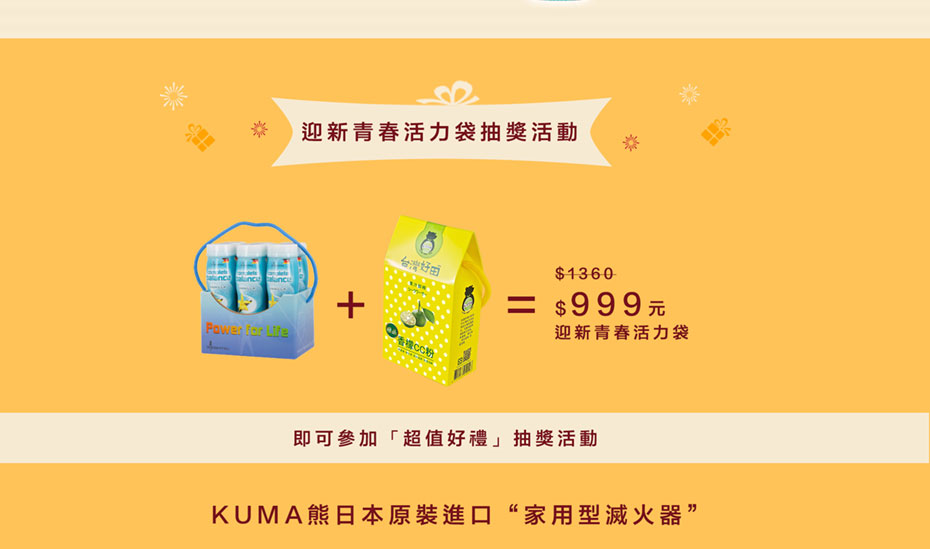 迎新青春活力袋抽獎活動
Power for Life
台灣好田
香檬CC粉
+
=
$1360
$999元
迎新青春活力袋
即可參加「超值好禮」抽獎活動
KUMA熊日本原裝進口“家用型滅火器”